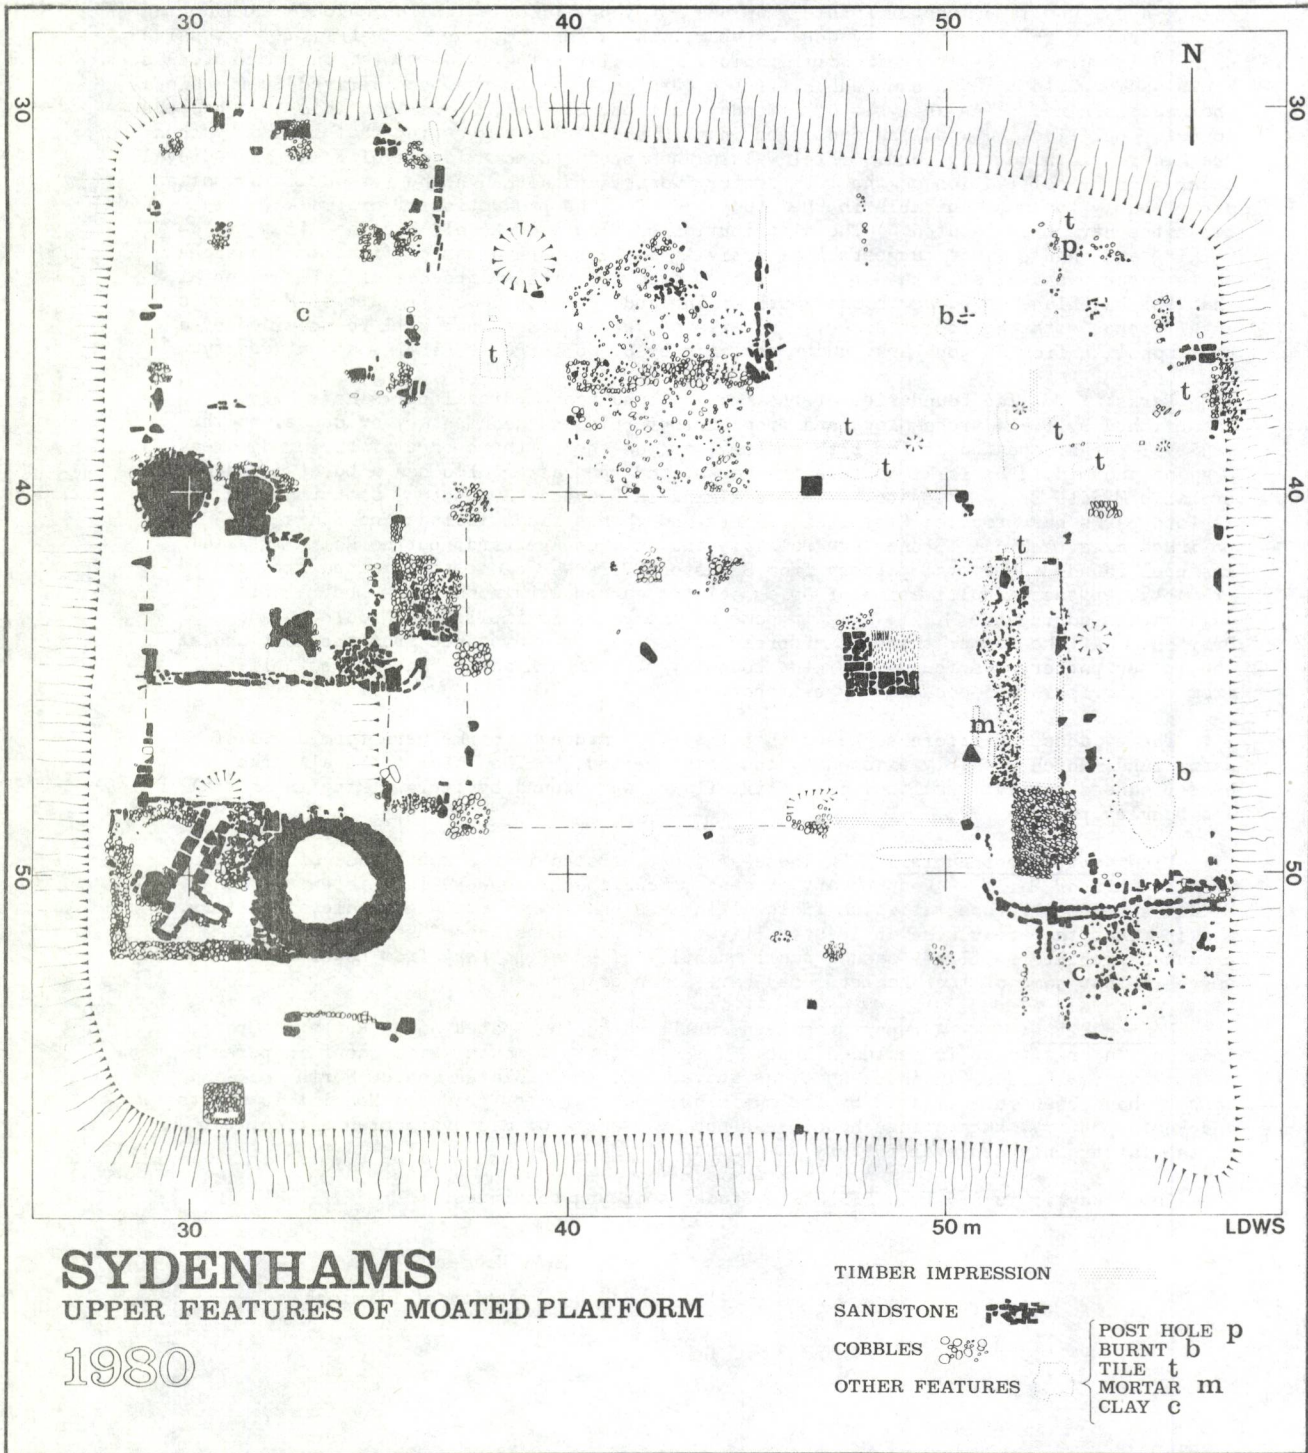 30 40 50
N
30 30
t
p
c
b
t
t
t
t
t
t
40 40
t
m
b
50 50
c
30 40 50 m LDWS
SYDENHAMS
UPPER FEATURES OF MOATED PLATFORM
1980
TIMBER IMPRESSION
SANDSTONE
COBBLES
OTHER FEATURES
POST HOLE p
BURNT b
TILE t
MORTAR m
CLAY c